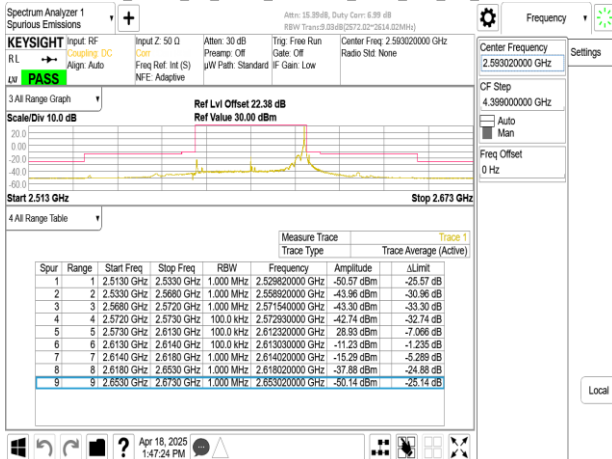 Spectrum Analyzer 1
Spurious Emissions
Attn: 15.39dB, Duty Corr: 6.99 dB
RBW Trans:9.03dB(2572.02~2614.02MHz)
Frequency
KEYSIGHT
RL
PASS
Input: RF
Coupling: DC
Align: Auto
Input Z: 50 Ω
Corr
Freq Ref: Int (S)
NFE: Adaptive
Atten: 30 dB
Preamp: Off
µW Path: Standard
Trig: Free Run
Gate: Off
IF Gain: Low
Center Freq: 2.593020000 GHz
Radio Std: None
Center Frequency
2.593020000 GHz
Settings
CF Step
4.399000000 GHz
Auto
Man
Freq Offset
0 Hz
3 All Range Graph
Scale/Div 10.0 dB
Ref Lvl Offset 22.38 dB
Ref Value 30.00 dBm
20.0
0.00
-20.0
-40.0
-60.0
Start 2.513 GHz
Stop 2.673 GHz
4 All Range Table
Measure Trace Trace 1
Trace Type Trace Average (Active)
Spur Range Start Freq Stop Freq RBW Frequency Amplitude ΔLimit
1 1 2.5130 GHz 2.5330 GHz 1.000 MHz 2.529820000 GHz -50.57 dBm -25.57 dB
2 2 2.5330 GHz 2.5680 GHz 1.000 MHz 2.558920000 GHz -43.96 dBm -30.96 dB
3 3 2.5680 GHz 2.5720 GHz 1.000 MHz 2.571540000 GHz -43.30 dBm -33.30 dB
4 4 2.5720 GHz 2.5730 GHz 100.0 kHz 2.572930000 GHz -42.74 dBm -32.74 dB
5 5 2.5730 GHz 2.6130 GHz 100.0 kHz 2.612320000 GHz 28.93 dBm -7.066 dB
6 6 2.6130 GHz 2.6140 GHz 100.0 kHz 2.613030000 GHz -11.23 dBm -1.235 dB
7 7 2.6140 GHz 2.6180 GHz 1.000 MHz 2.614020000 GHz -15.29 dBm -5.289 dB
8 8 2.6180 GHz 2.6530 GHz 1.000 MHz 2.618020000 GHz -37.88 dBm -24.88 dB
9 9 2.6530 GHz 2.6730 GHz 1.000 MHz 2.653020000 GHz -50.14 dBm -25.14 dB
Local
Apr 18, 2025
1:47:24 PM